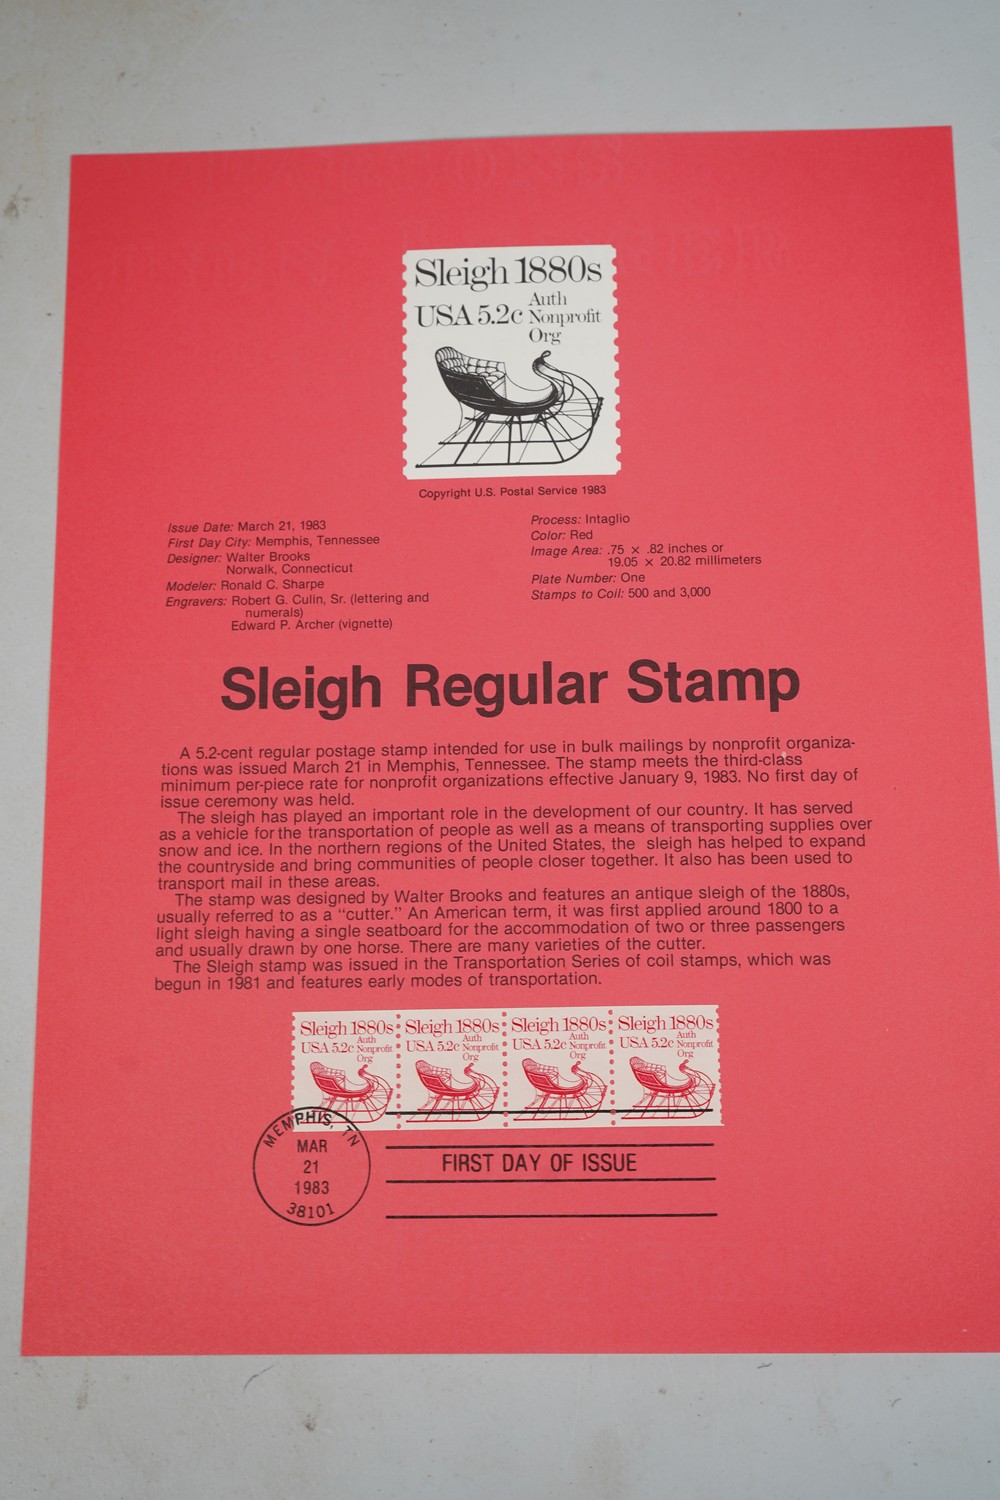 Sleigh 1880s
USA 5.2c Auth
Nonprofit
Org
Copyright U.S. Postal Service 1983
Issue Date: March 21, 1983
First Day City: Memphis, Tennessee
Designer: Walter Brooks
Norwalk, Connecticut
Modeler: Ronald C. Sharpe
Engravers: Robert G. Culin, Sr. (lettering and
numerals)
Edward P. Archer (vignette)
Process: Intaglio
Color: Red
Image Area: .75 × .82 inches or
19.05 × 20.82 millimeters
Plate Number: One
Stamps to Coil: 500 and 3,000
Sleigh Regular Stamp
A 5.2-cent regular postage stamp intended for use in bulk mailings by nonprofit organiza-
tions was issued March 21 in Memphis, Tennessee. The stamp meets the third-class
minimum per-piece rate for nonprofit organizations effective January 9, 1983. No first day of
issue ceremony was held.
The sleigh has played an important role in the development of our country. It has served
as a vehicle for the transportation of people as well as a means of transporting supplies over
snow and ice. In the northern regions of the United States, the sleigh has helped to expand
the countryside and bring communities of people closer together. It also has been used to
transport mail in these areas.
The stamp was designed by Walter Brooks and features an antique sleigh of the 1880s,
usually referred to as a “cutter.” An American term, it was first applied around 1800 to a
light sleigh having a single seatboard for the accommodation of two or three passengers
and usually drawn by one horse. There are many varieties of the cutter.
The Sleigh stamp was issued in the Transportation Series of coil stamps, which was
begun in 1981 and features early modes of transportation.
Sleigh 1880s
USA 5.2c Auth
Nonprofit
Org
Sleigh 1880s
USA 5.2c Auth
Nonprofit
Org
Sleigh 1880s
USA 5.2c Auth
Nonprofit
Org
Sleigh 1880s
USA 5.2c Auth
Nonprofit
Org
MEMPHIS, TN
MAR
21
1983
38101
FIRST DAY OF ISSUE